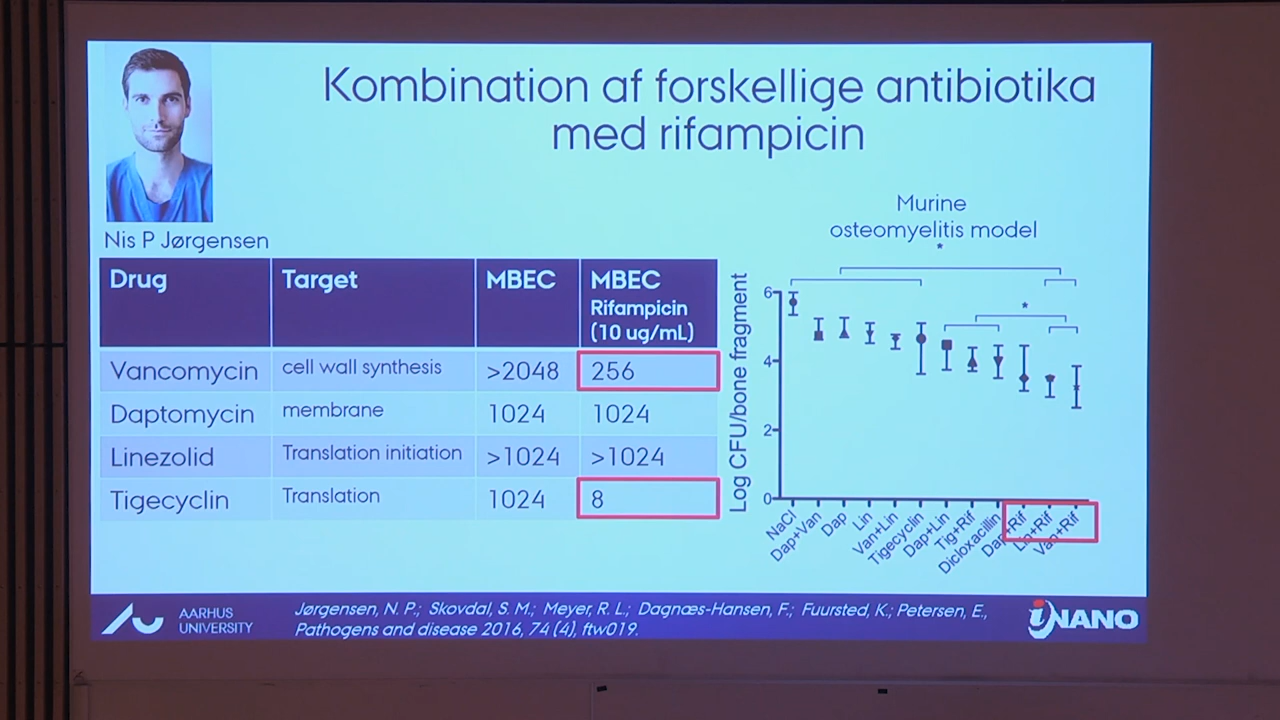 Kombination af forskellige antibiotika
med rifampicin
Nis P Jørgensen
Drug Target MBEC MBEC
Rifampicin
(10 ug/mL)
Vancomycin cell wall synthesis >2048 256
Daptomycin membrane 1024 1024
Linezolid Translation initiation >1024 >1024
Tigecyclin Translation 1024 8
Murine
osteomyelitis model
*
*
Log CFU/bone fragment
6
4
2
0
NaCl
Dap+Van
Dap
Lin
Van+Lin
Tigecyclin
Dap+Lin
Tig+Rif
Dicloxacillin
Dap+Rif
Lin+Rif
Van+Rif
AARHUS
UNIVERSITY
Jørgensen, N. P.; Skovdal, S. M.; Meyer, R. L.; Dagnæs-Hansen, F.; Fuursted, K.; Petersen, E.,
Pathogens and disease 2016, 74 (4), ftw019.
iNANO